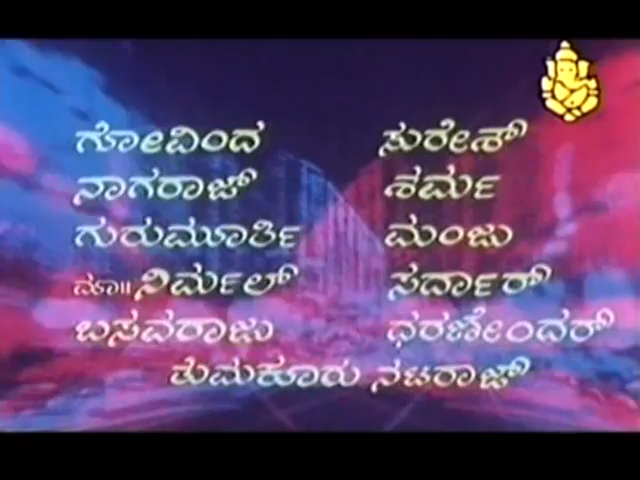 ಗೋವಿಂದ ಸುರೇಶ್
ನಾಗರಾಜ್ ಶರ್ಮ
ಗುರುಮೂರ್ತಿ ಮಂಜು
ಮಾ|| ನಿರ್ಮಲ್ ಸರ್ದಾರ್
ಬಸವರಾಜು ಧರಣೇಂದರ್
ತುಮಕೂರು ನಟರಾಜ್